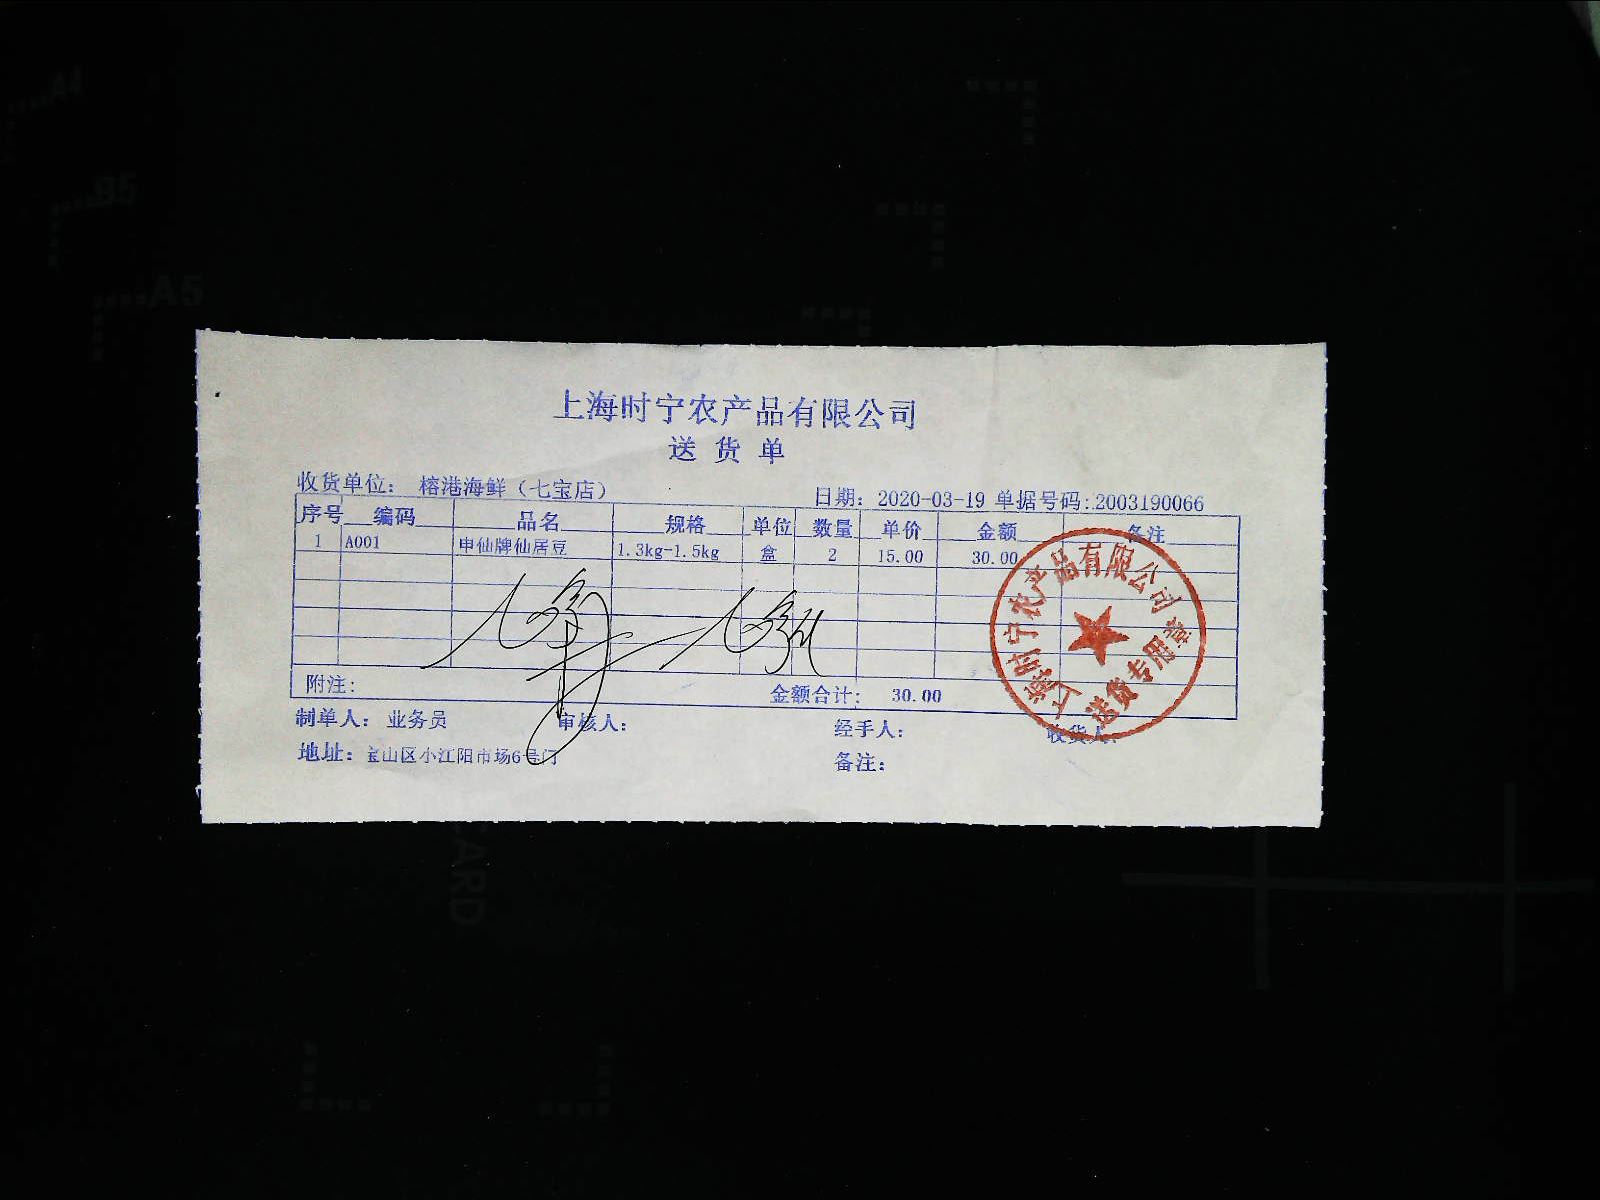 上海时宁农产品有限公司
送货单
收货单位： 榕港海鲜（七宝店） 日期：2020-03-19 单据号码：2003190066
序号 编码 品名 规格 单位 数量 单价 金额 备注
1 A001 申仙牌仙居豆 1.3kg-1.5kg 盒 2 15.00 30.00
附注： 金额合计： 30.00
制单人：业务员 审核人： 经手人： 收货人：
地址：宝山区小江阳市场6号门 备注：
上海时宁农产品有限公司
送货专用章
A4
B5
A5
CARD